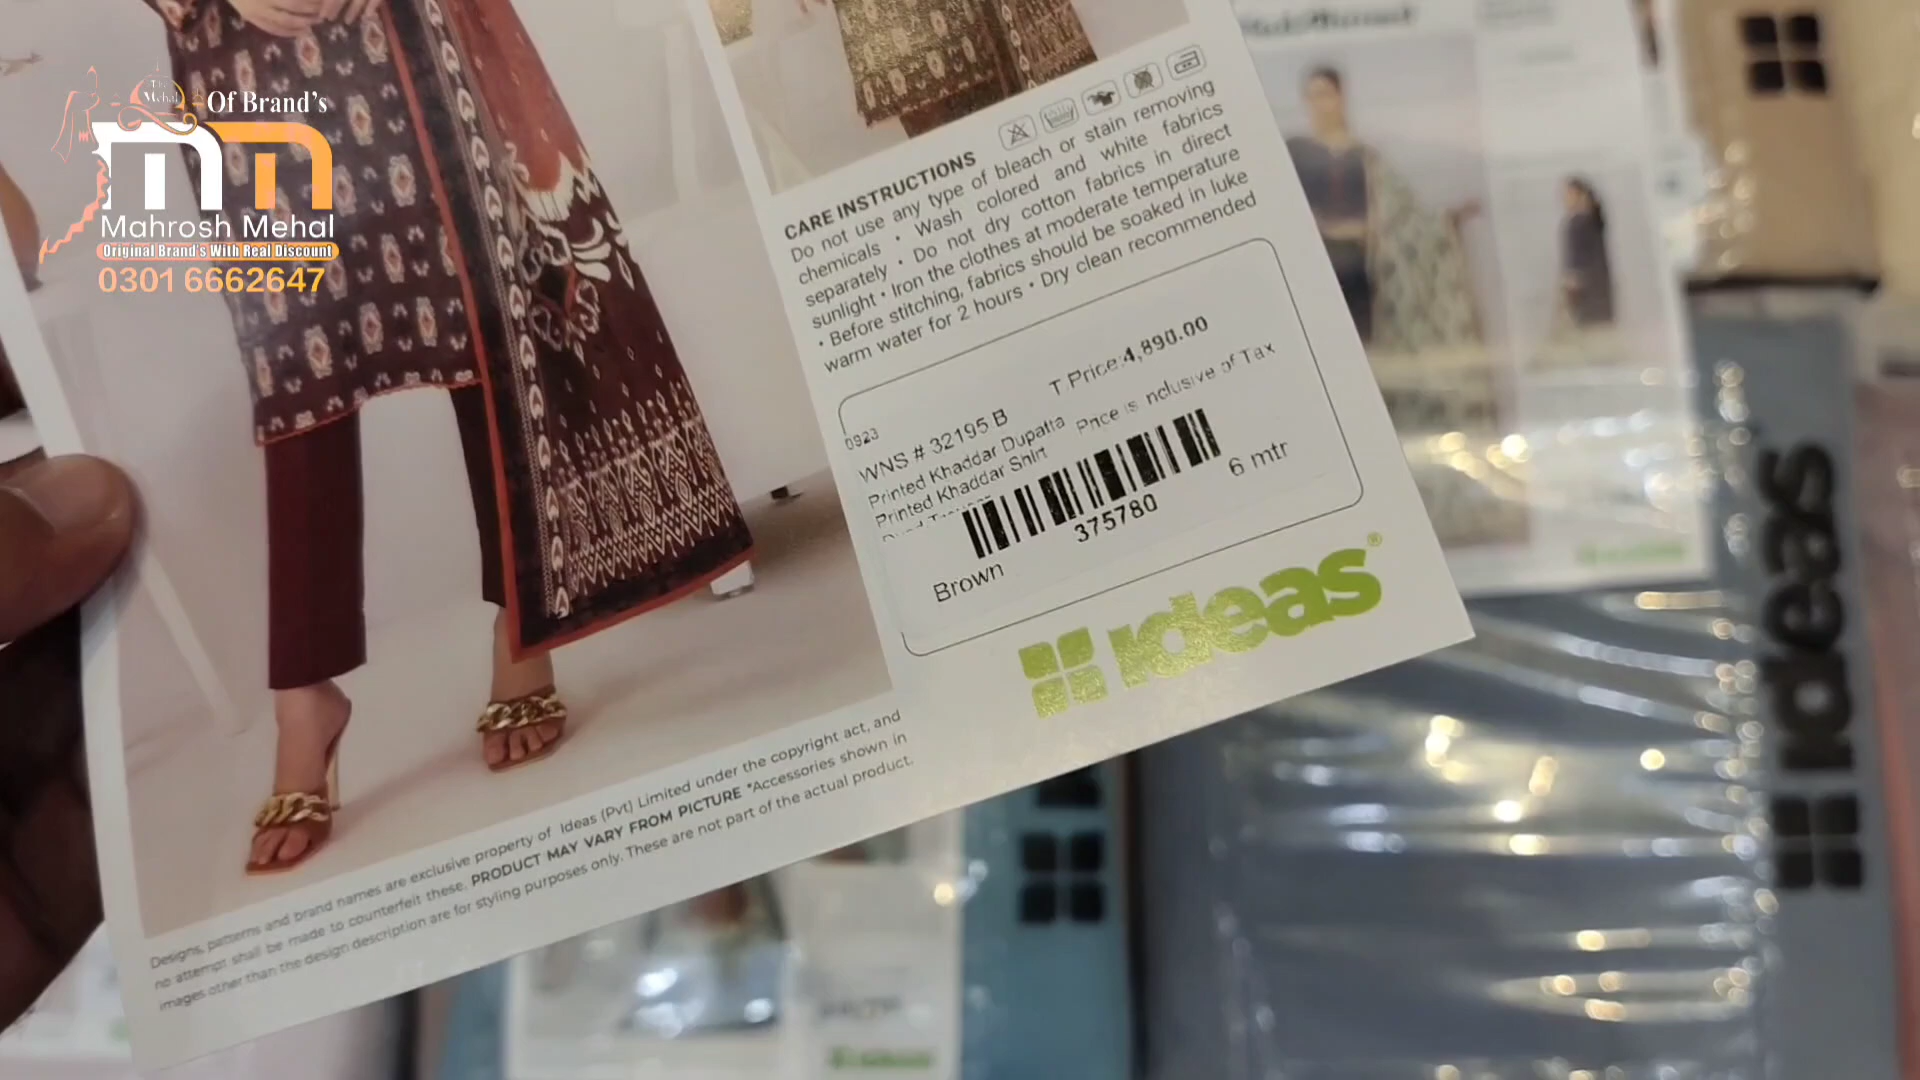 The
Mehal
Of Brand's
Mahrosh Mehal
Original Brand's With Real Discount
0301 6662647
CARE INSTRUCTIONS
Do not use any type of bleach or stain removing
chemicals • Wash colored and white fabrics
separately • Do not dry cotton fabrics in direct
sunlight • Iron the clothes at moderate temperature
• Before stitching, fabrics should be soaked in luke
warm water for 2 hours • Dry clean recommended
0923
T.Price:4,890.00
WNS # 32195 B
Price is nclusive of Tax
Printed Khaddar Dupatta
Printed Khaddar Shirt
375780
6 mtr
Brown
ideas®
Designs, patterns and brand names are exclusive property of Ideas (Pvt) Limited under the copyright act, and
no attempt shall be made to counterfeit these. PRODUCT MAY VARY FROM PICTURE *Accessories shown in
images other than the design description are for styling purposes only. These are not part of the actual product.
ideas